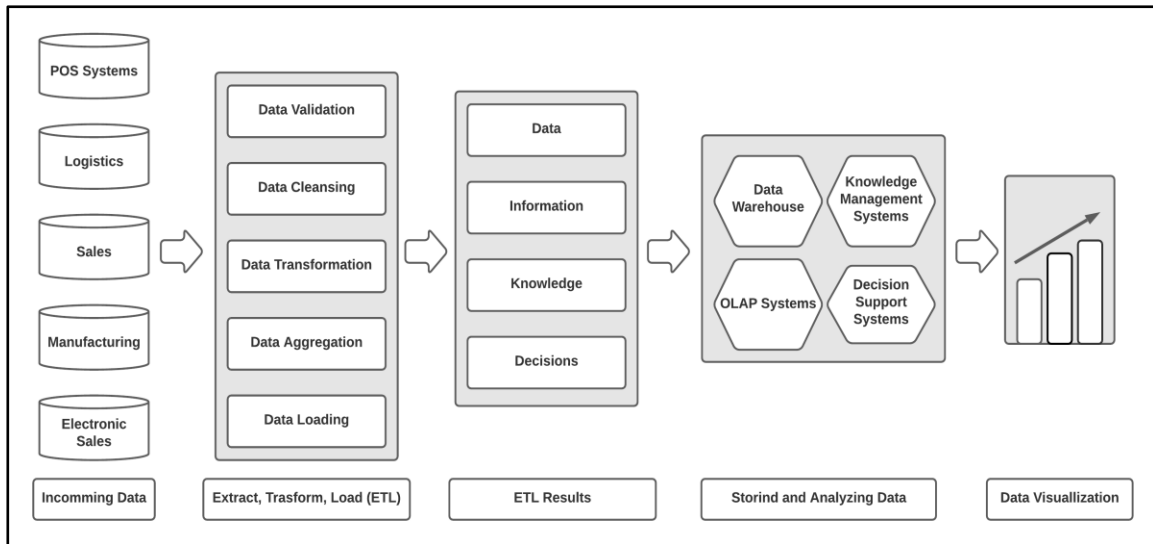 POS Systems
Logistics
Sales
Manufacturing
Electronic
Sales
Incomming Data
Data Validation
Data Cleansing
Data Transformation
Data Aggregation
Data Loading
Extract, Trasform, Load (ETL)
Data
Information
Knowledge
Decisions
ETL Results
Data
Warehouse
Knowledge
Management
Systems
OLAP Systems
Decision
Support
Systems
Storind and Analyzing Data
Data Visuallization